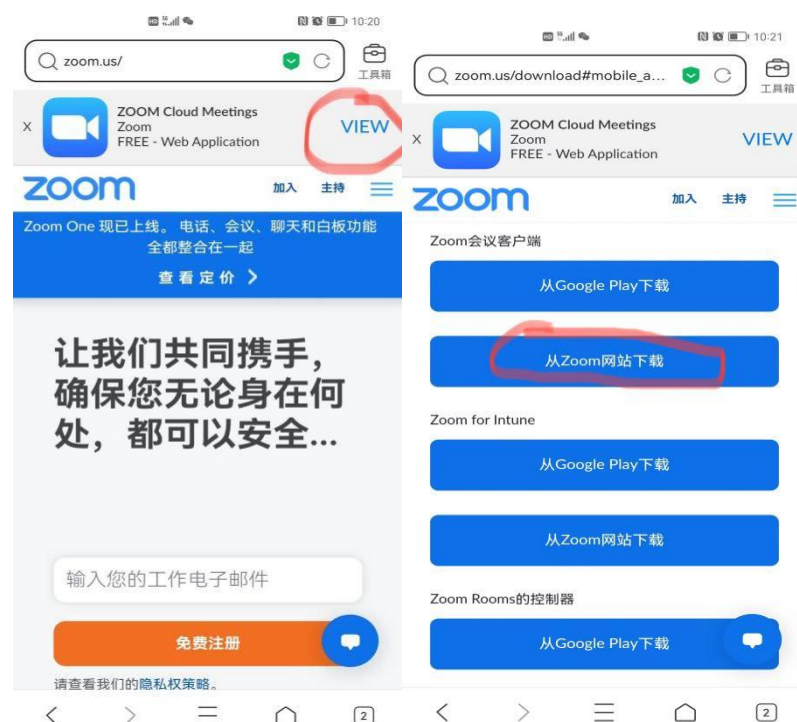 10:20
zoom.us/
工具箱
x
ZOOM Cloud Meetings
Zoom
FREE - Web Application
VIEW
zoom
加入 主持
Zoom One 现已上线。 电话、会议、聊天和白板功能
全都整合在一起
查看定价
让我们共同携手，
确保您无论身在何
处，都可以安全...
输入您的工作电子邮件
免费注册
请查看我们的隐私权策略。
2
10:21
zoom.us/download#mobile_a...
工具箱
x
ZOOM Cloud Meetings
Zoom
FREE - Web Application
VIEW
zoom
加入 主持
Zoom会议客户端
从Google Play下载
从Zoom网站下载
Zoom for Intune
从Google Play下载
从Zoom网站下载
Zoom Rooms的控制器
从Google Play下载
2